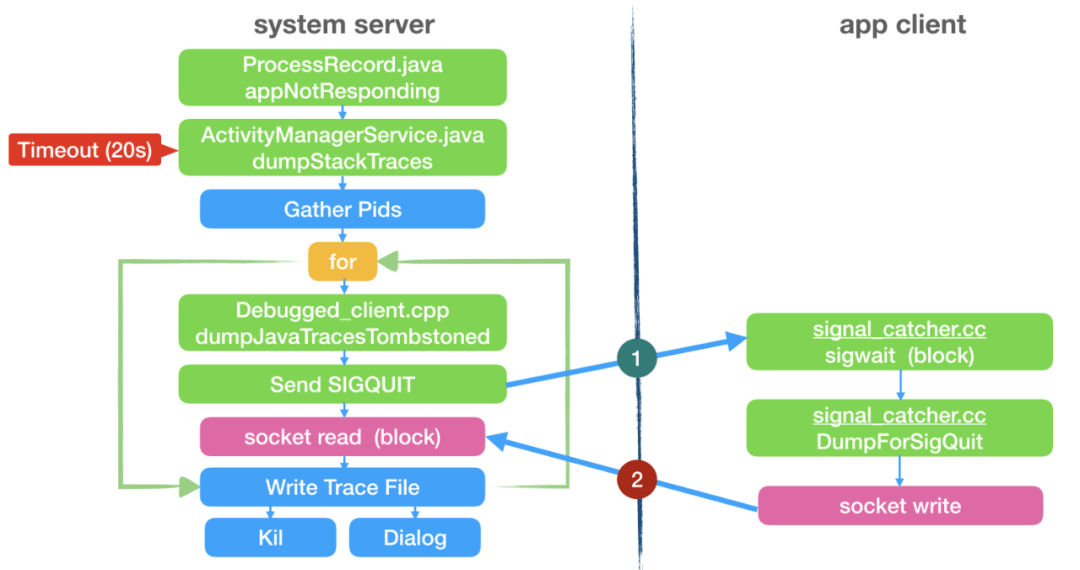 system server
app client
ProcessRecord.java
appNotResponding
Timeout (20s)
ActivityManagerService.java
dumpStackTraces
Gather Pids
for
Debugged_client.cpp
dumpJavaTracesTombstoned
Send SIGQUIT
1
signal_catcher.cc
sigwait (block)
socket read (block)
signal_catcher.cc
DumpForSigQuit
2
Write Trace File
socket write
Kil
Dialog